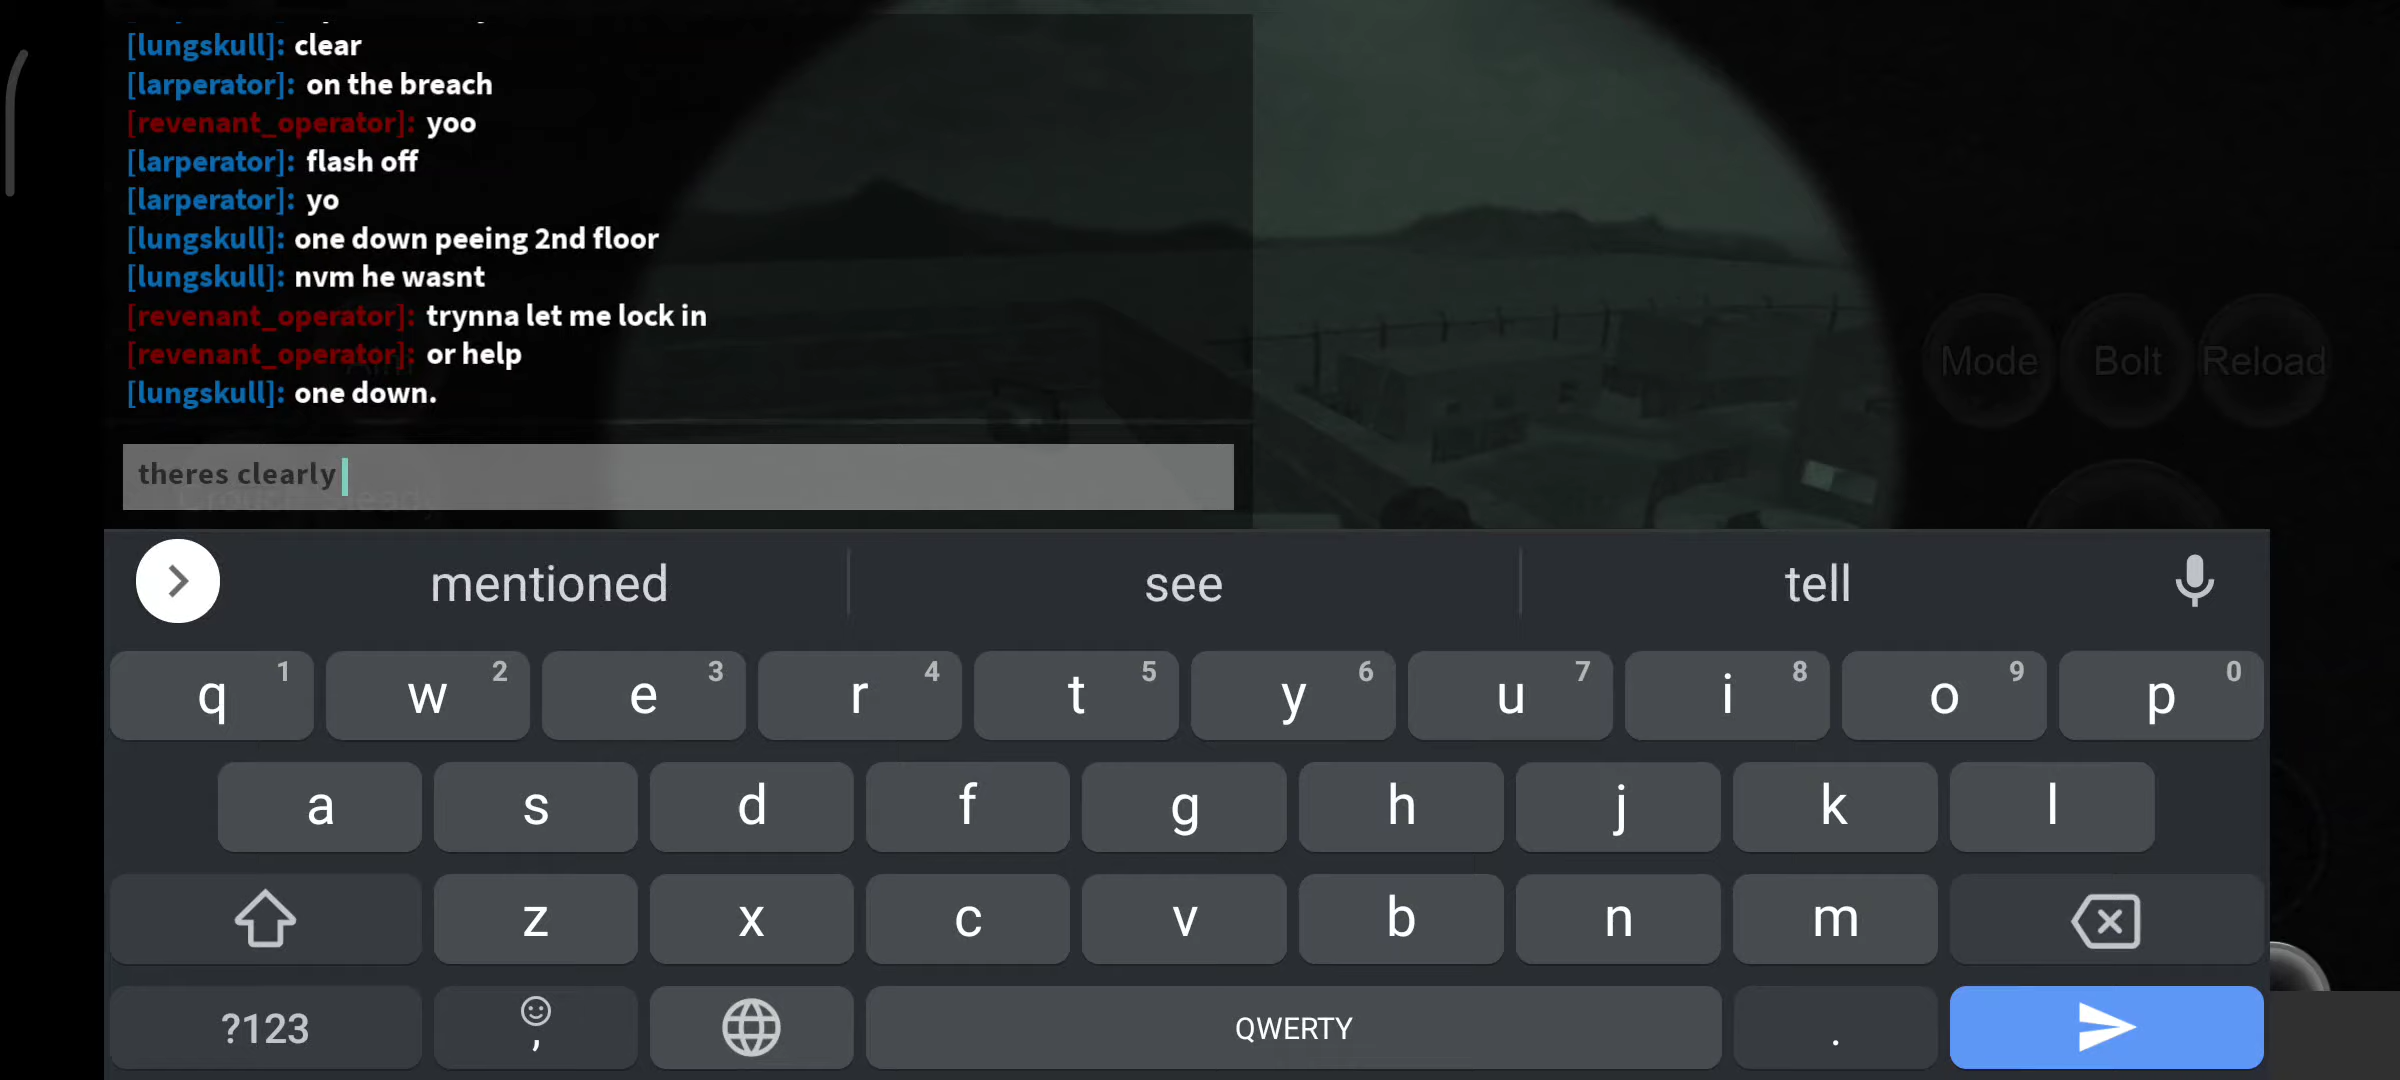 [lungskull]: clear
[larperator]: on the breach
[revenant_operator]: yoo
[larperator]: flash off
[larperator]: yo
[lungskull]: one down peeing 2nd floor
[lungskull]: nvm he wasnt
[revenant_operator]: trynna let me lock in
[revenant_operator]: or help
[lungskull]: one down.
Mode Bolt Reload
theres clearly
mentioned see tell
q 1 w 2 e 3 r 4 t 5 y 6 u 7 i 8 o 9 p 0
a s d f g h j k l
z x c v b n m
?123 , QWERTY .